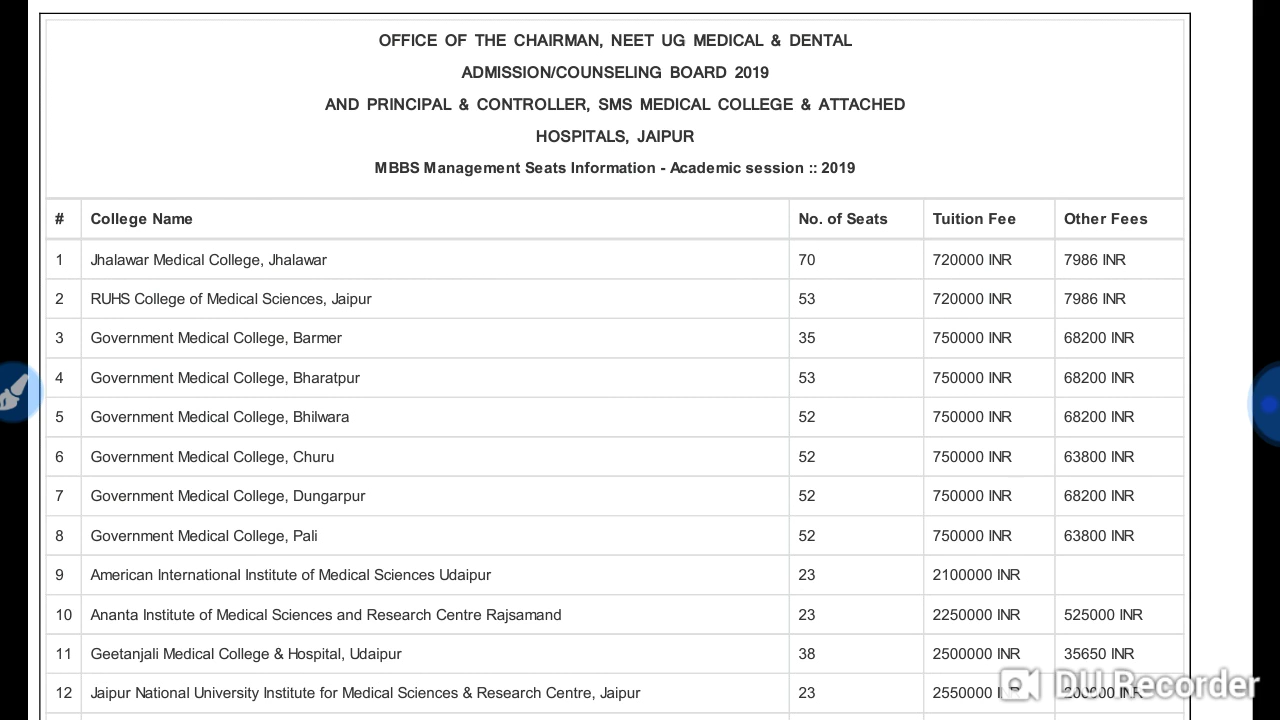 OFFICE OF THE CHAIRMAN, NEET UG MEDICAL & DENTAL
ADMISSION/COUNSELING BOARD 2019
AND PRINCIPAL & CONTROLLER, SMS MEDICAL COLLEGE & ATTACHED
HOSPITALS, JAIPUR
MBBS Management Seats Information - Academic session :: 2019
# College Name No. of Seats Tuition Fee Other Fees
1 Jhalawar Medical College, Jhalawar 70 720000 INR 7986 INR
2 RUHS College of Medical Sciences, Jaipur 53 720000 INR 7986 INR
3 Government Medical College, Barmer 35 750000 INR 68200 INR
4 Government Medical College, Bharatpur 53 750000 INR 68200 INR
5 Government Medical College, Bhilwara 52 750000 INR 68200 INR
6 Government Medical College, Churu 52 750000 INR 63800 INR
7 Government Medical College, Dungarpur 52 750000 INR 68200 INR
8 Government Medical College, Pali 52 750000 INR 63800 INR
9 American International Institute of Medical Sciences Udaipur 23 2100000 INR
10 Ananta Institute of Medical Sciences and Research Centre Rajsamand 23 2250000 INR 525000 INR
11 Geetanjali Medical College & Hospital, Udaipur 38 2500000 INR 35650 INR
12 Jaipur National University Institute for Medical Sciences & Research Centre, Jaipur 23 2550000 INR
DU Recorder